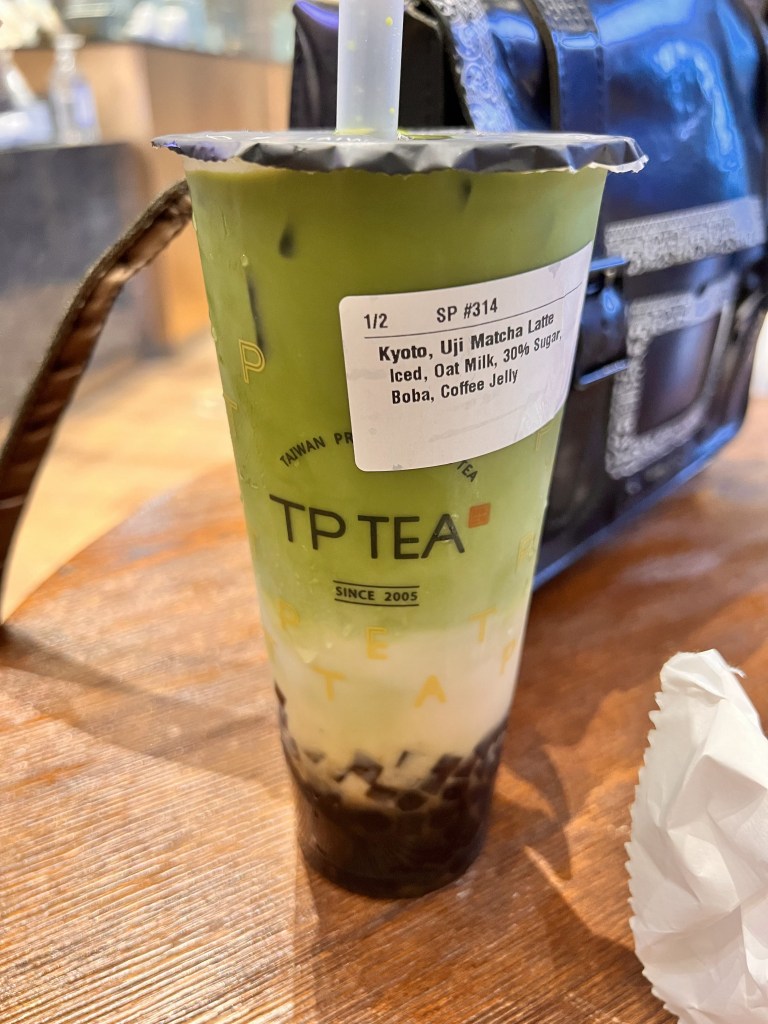 1/2 SP #314
Kyoto, Uji Matcha Latte
Iced, Oat Milk, 30% Sugar,
Boba, Coffee Jelly
TAIWAN PR TEA
TP TEA
SINCE 2005
P
T
P E T
T A P
K